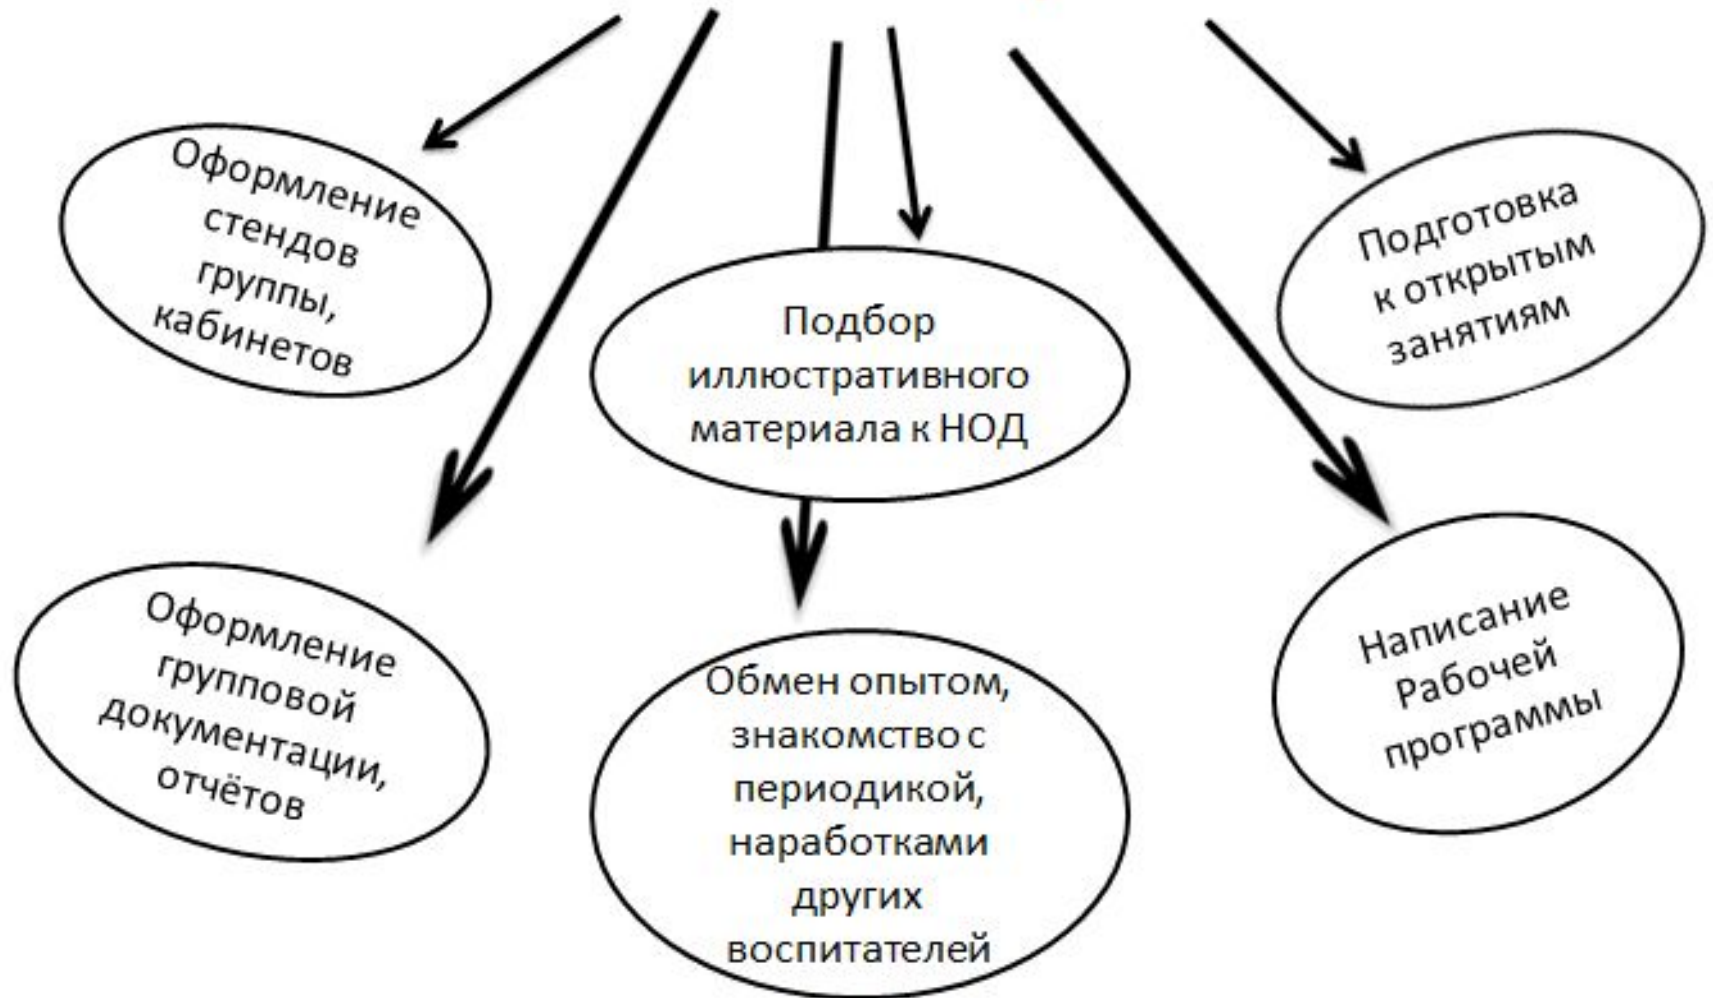 Оформление
стендов
группы,
кабинетов
Подбор
иллюстративного
материала к НОД
Подготовка
к открытым
занятиям
Оформление
групповой
документации,
отчётов
Обмен опытом,
знакомство с
периодикой,
наработками
других
воспитателей
Написание
Рабочей
программы